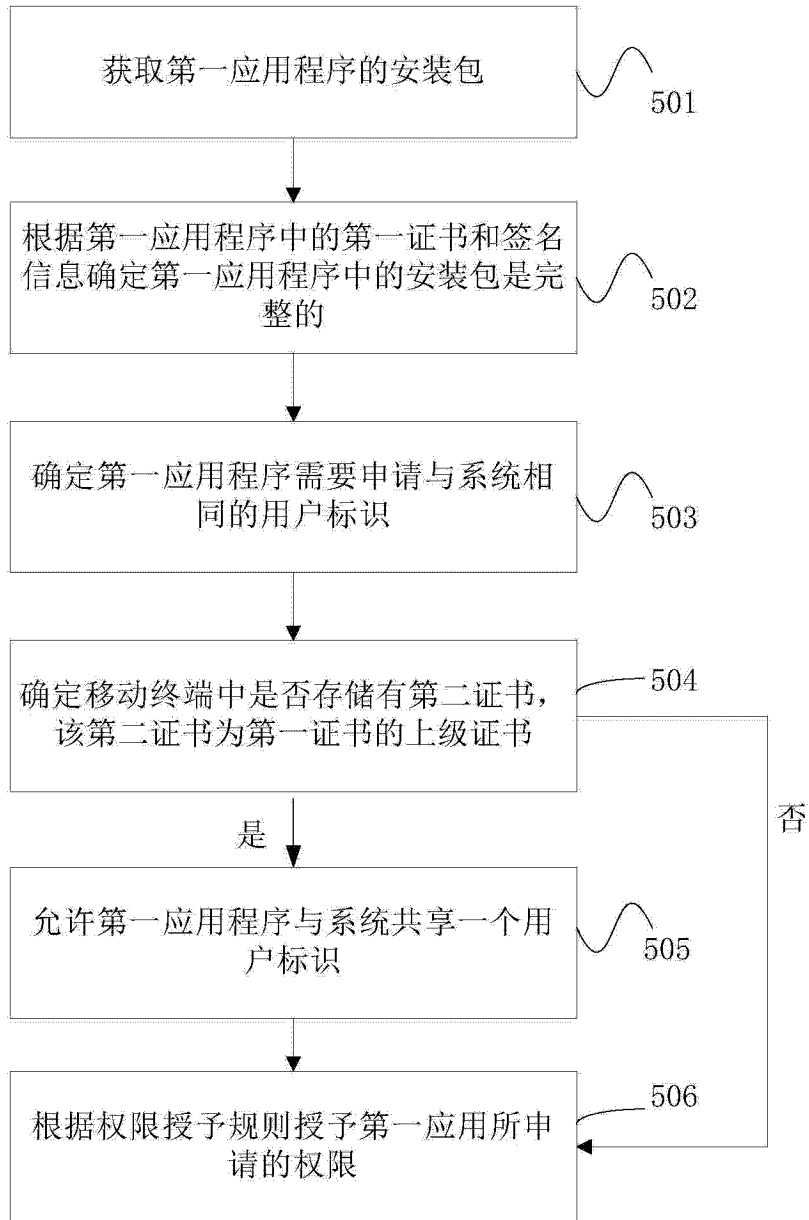 获取第一应用程序的安装包
501
根据第一应用程序中的第一证书和签名
信息确定第一应用程序中的安装包是完
整的
502
确定第一应用程序需要申请与系统相
同的用户标识
503
确定移动终端中是否存储有第二证书，
该第二证书为第一证书的上级证书
504
是
否
允许第一应用程序与系统共享一个用
户标识
505
根据权限授予规则授予第一应用所申
请的权限
506